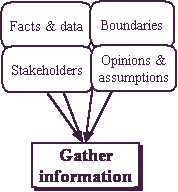 Facts & data
Boundaries
Stakeholders
Opinions &
assumptions
Gather
information